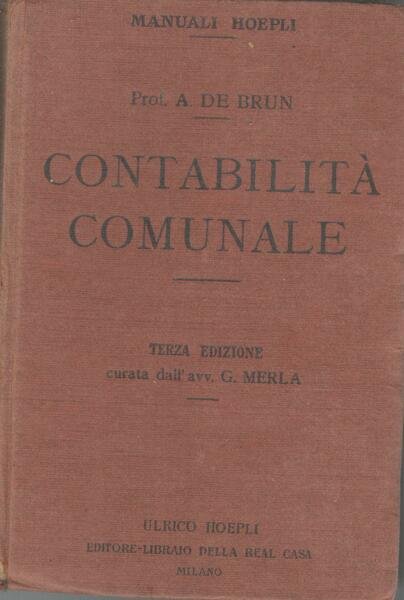 MANUALI HOEPLI
Prof. A. DE BRUN
CONTABILITÀ
COMUNALE
TERZA EDIZIONE
curata dall'avv. G. MERLA
ULRICO HOEPLI
EDITORE-LIBRAIO DELLA REAL CASA
MILANO